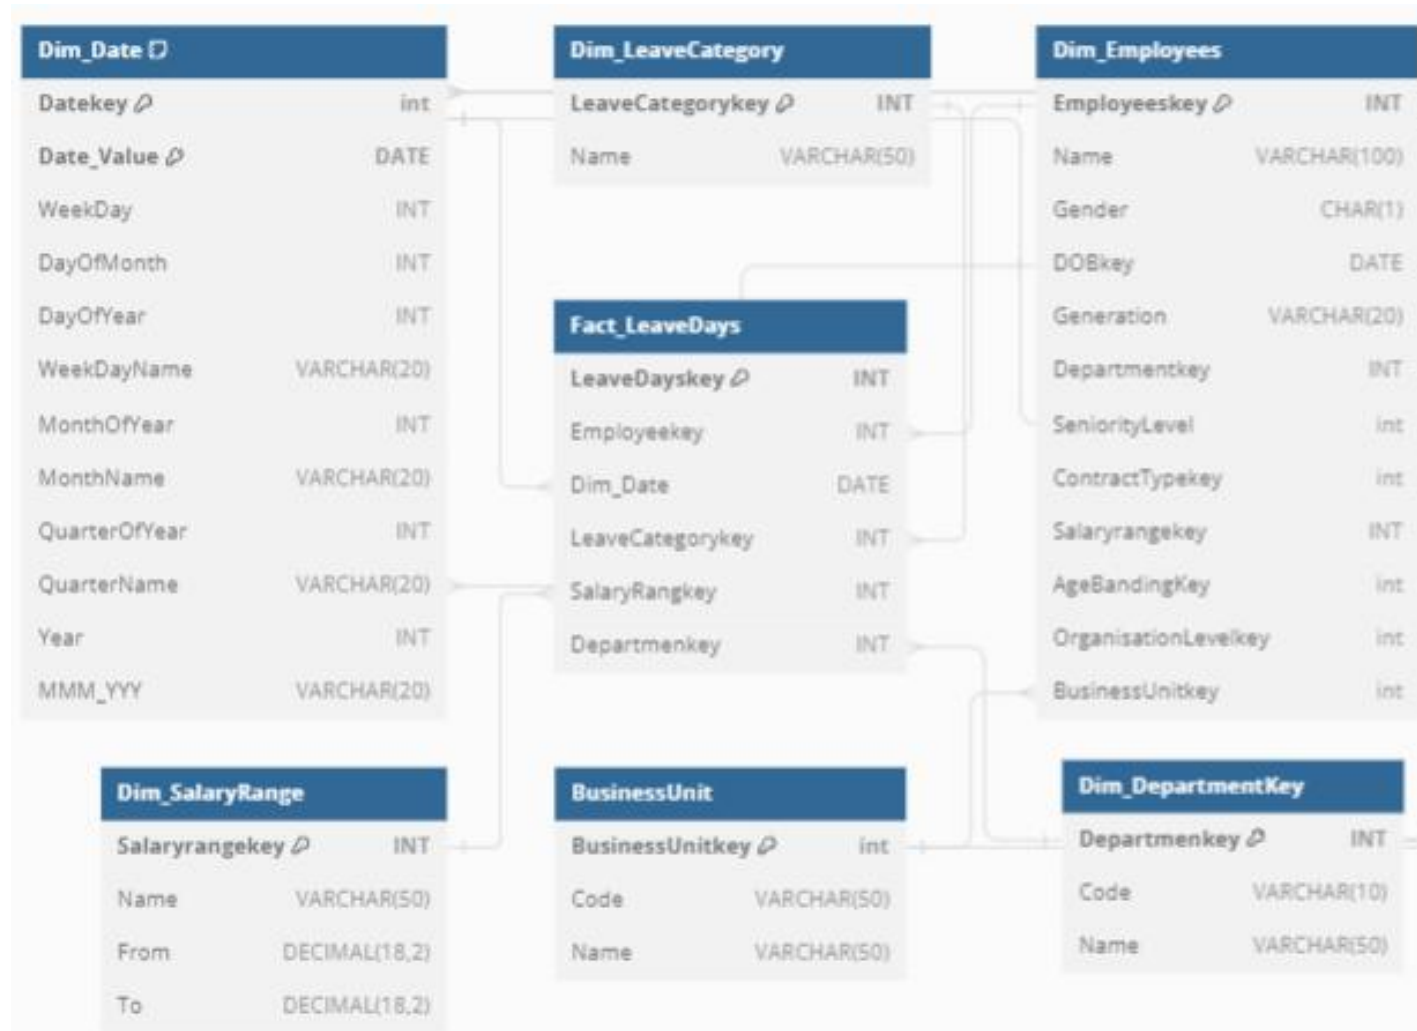 Dim_Date
Datekey int
Date_Value DATE
WeekDay INT
DayOfMonth INT
DayOfYear INT
WeekDayName VARCHAR(20)
MonthOfYear INT
MonthName VARCHAR(20)
QuarterOfYear INT
QuarterName VARCHAR(20)
Year INT
MMM_YYY VARCHAR(20)
Dim_LeaveCategory
LeaveCategorykey INT
Name VARCHAR(50)
Dim_Employees
Employeeskey INT
Name VARCHAR(100)
Gender CHAR(1)
DOBkey DATE
Generation VARCHAR(20)
Departmentkey INT
SeniorityLevel int
ContractTypekey int
Salaryrangekey INT
AgeBandingKey int
OrganisationLevelkey int
BusinessUnitkey int
Fact_LeaveDays
LeaveDayskey INT
Employeekey INT
Dim_Date DATE
LeaveCategorykey INT
SalaryRangkey INT
Departmenkey INT
Dim_SalaryRange
Salaryrangekey INT
Name VARCHAR(50)
From DECIMAL(18,2)
To DECIMAL(18,2)
BusinessUnit
BusinessUnitkey int
Code VARCHAR(50)
Name VARCHAR(50)
Dim_DepartmentKey
Departmenkey INT
Code VARCHAR(10)
Name VARCHAR(50)